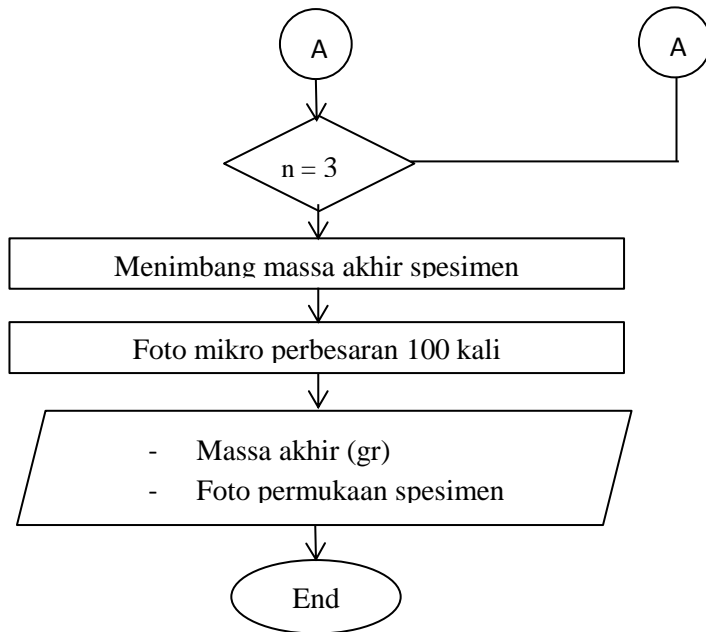 A
A
n = 3
Menimbang massa akhir spesimen
Foto mikro perbesaran 100 kali
- Massa akhir (gr)
- Foto permukaan spesimen
End